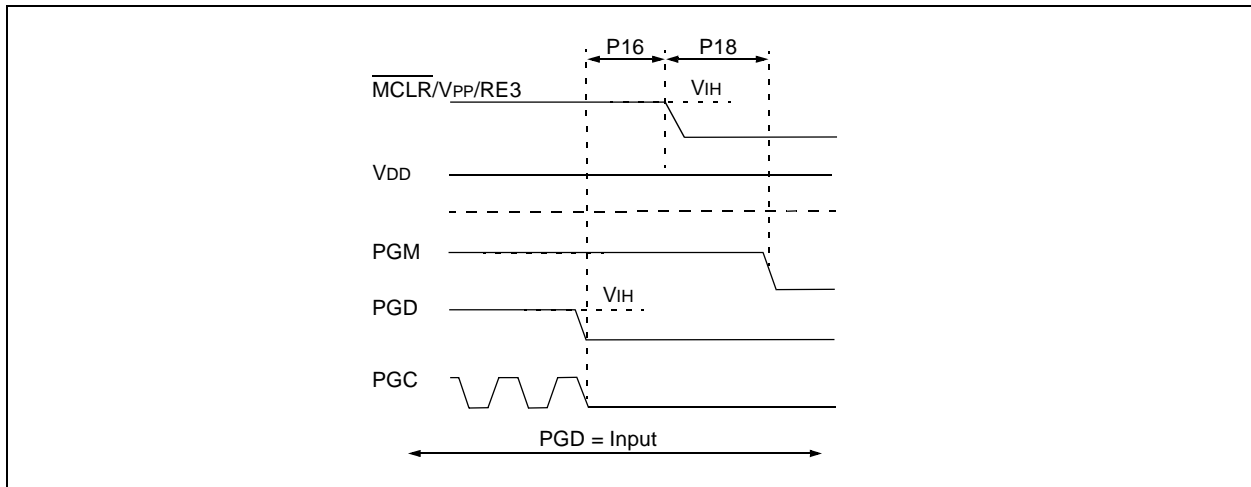 P16 P18
MCLR/VPP/RE3 VIH
VDD
PGM
VIH
PGD
PGC
PGD = Input